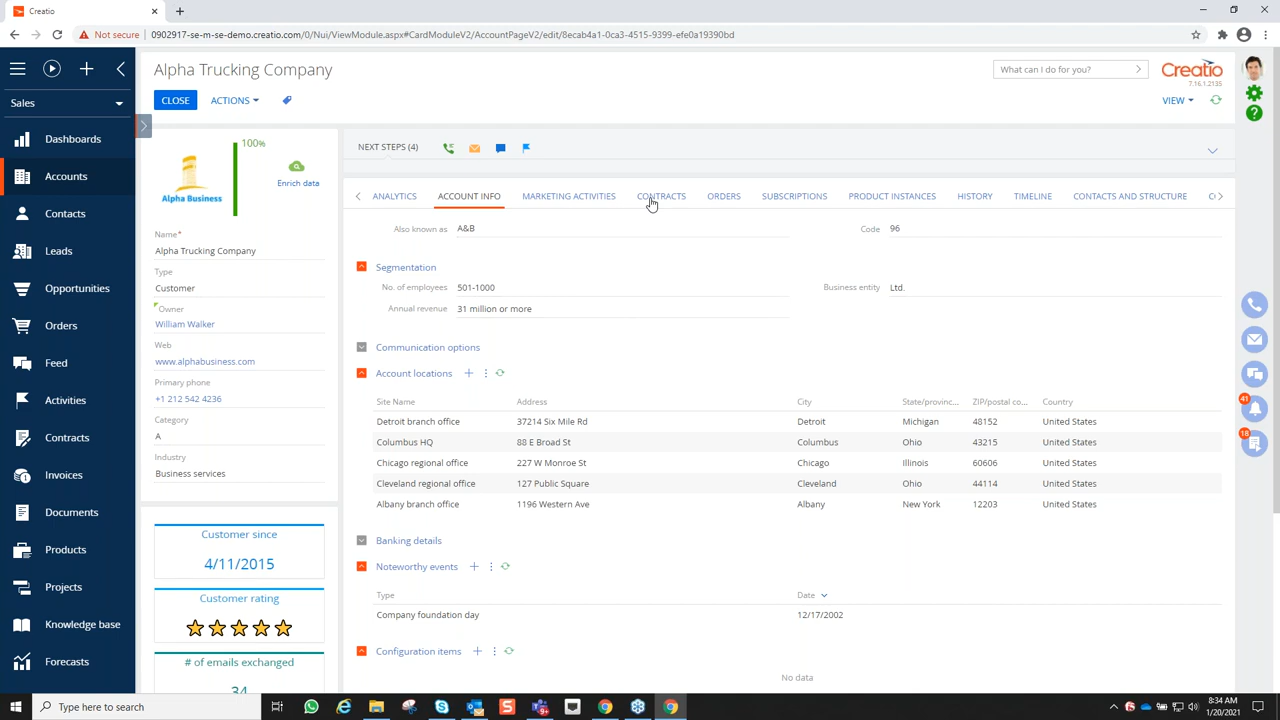 Creatio
Not secure
0902917-se-m-se-demo.creatio.com/0/Nui/ViewModule.aspx#CardModuleV2/AccountPageV2/edit/8ecab4a1-0ca3-4515-9399-efe0a19390bd
Alpha Trucking Company
What can I do for you?
Creatio
7.16.1.2135
Sales
CLOSE
ACTIONS
VIEW
Dashboards
Accounts
Contacts
Leads
Opportunities
Orders
Feed
Activities
Contracts
Invoices
Documents
Products
Projects
Knowledge base
Forecasts
100%
Alpha Business
Enrich data
Name*
Alpha Trucking Company
Type
Customer
Owner
William Walker
Web
www.alphabusiness.com
Primary phone
+1 212 542 4236
Category
A
Industry
Business services
Customer since
4/11/2015
Customer rating
# of emails exchanged
34
NEXT STEPS (4)
ANALYTICS ACCOUNT INFO MARKETING ACTIVITIES CONTRACTS ORDERS SUBSCRIPTIONS PRODUCT INSTANCES HISTORY TIMELINE CONTACTS AND STRUCTURE
Also known as A&B Code 96
Segmentation
No. of employees 501-1000 Business entity Ltd.
Annual revenue 31 million or more
Communication options
Account locations
Site Name Address City State/provinc... ZIP/postal co... Country
Detroit branch office 37214 Six Mile Rd Detroit Michigan 48152 United States
Columbus HQ 88 E Broad St Columbus Ohio 43215 United States
Chicago regional office 227 W Monroe St Chicago Illinois 60606 United States
Cleveland regional office 127 Public Square Cleveland Ohio 44114 United States
Albany branch office 1196 Western Ave Albany New York 12203 United States
Banking details
Noteworthy events
Type Date
Company foundation day 12/17/2002
Configuration items
No data
41
18
Type here to search
8:34 AM
1/20/2021